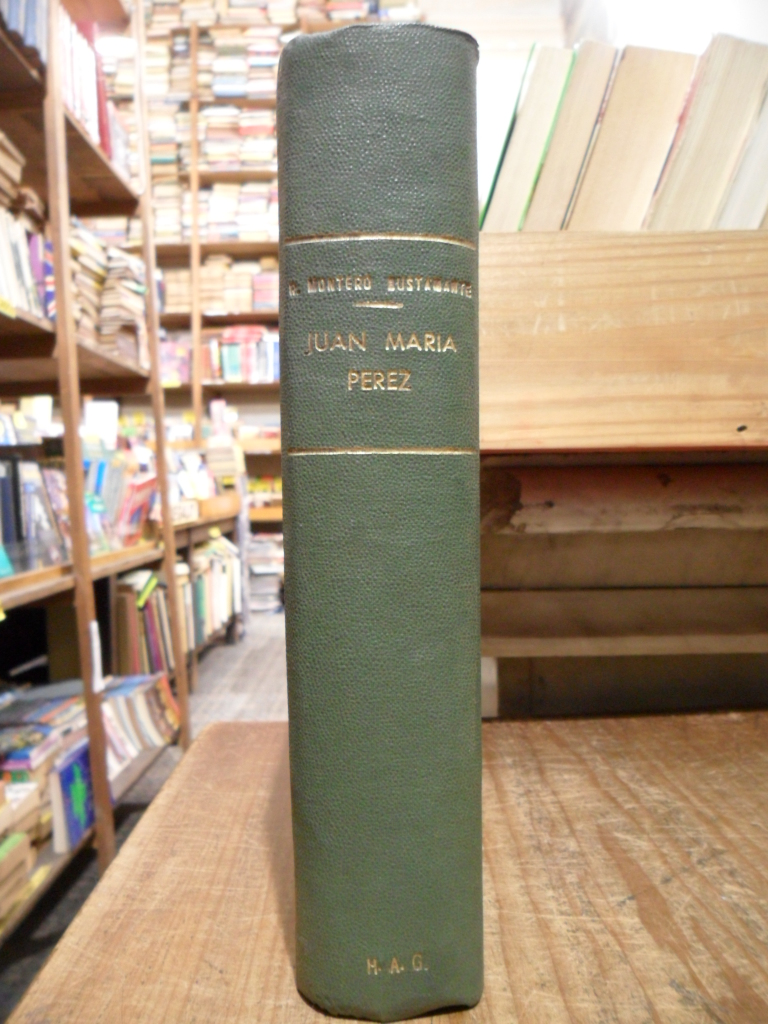 R. MONTERO BUSTAMANTE
JUAN MARIA
PEREZ
H. A. G.